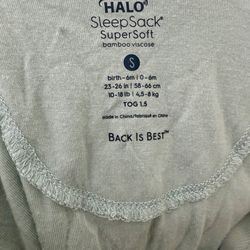 HALO
SleepSack®
SuperSoft
bamboo viscose
S
birth-6m | 0-6m
23-26 in | 58-66 cm
10-18 lb | 4,5-8 kg
TOG 1.5
made in China/Fabriqué en Chine
BACK IS BEST™